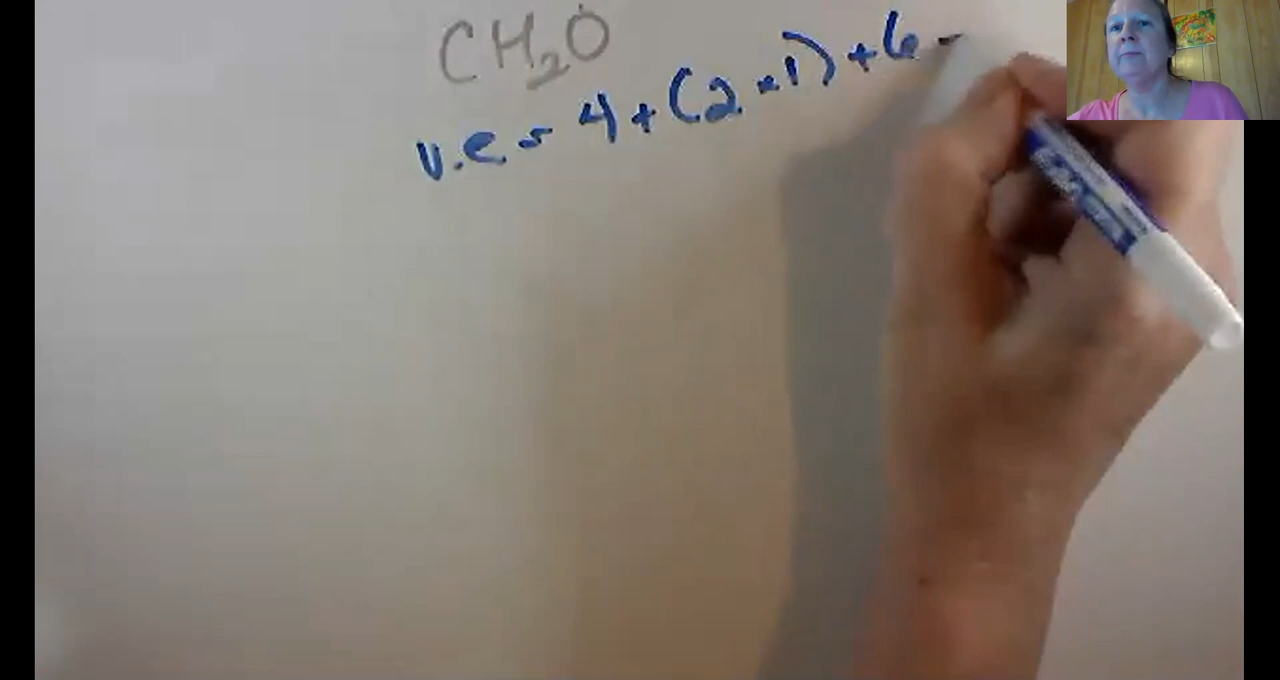 CH₂O
v.e = 4 + (2 × 1) + 6 =